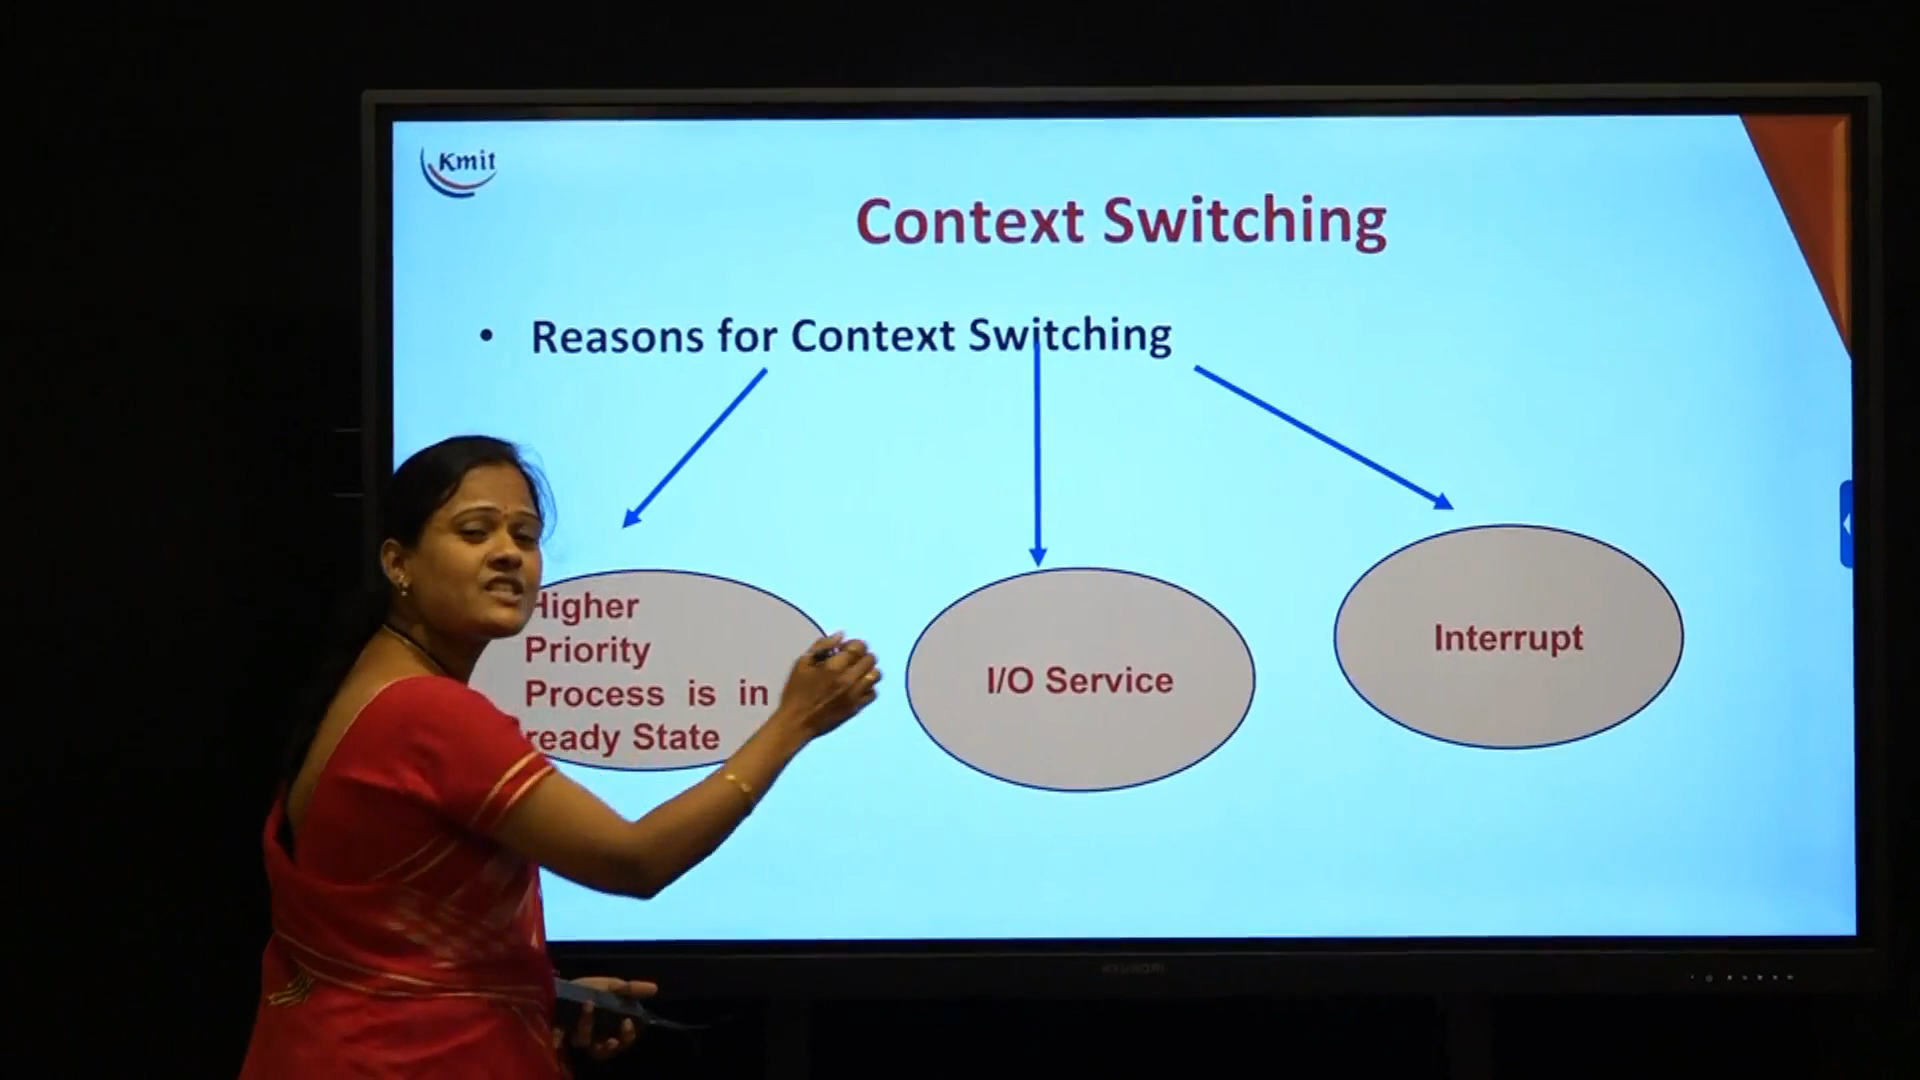 Kmit
Context Switching
• Reasons for Context Switching
Higher
Priority
Process is in
ready State
I/O Service
Interrupt